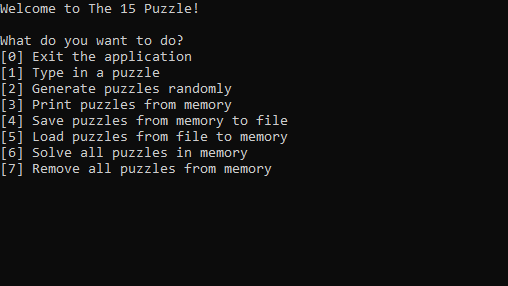 Welcome to The 15 Puzzle!
What do you want to do?
[0] Exit the application
[1] Type in a puzzle
[2] Generate puzzles randomly
[3] Print puzzles from memory
[4] Save puzzles from memory to file
[5] Load puzzles from file to memory
[6] Solve all puzzles in memory
[7] Remove all puzzles from memory